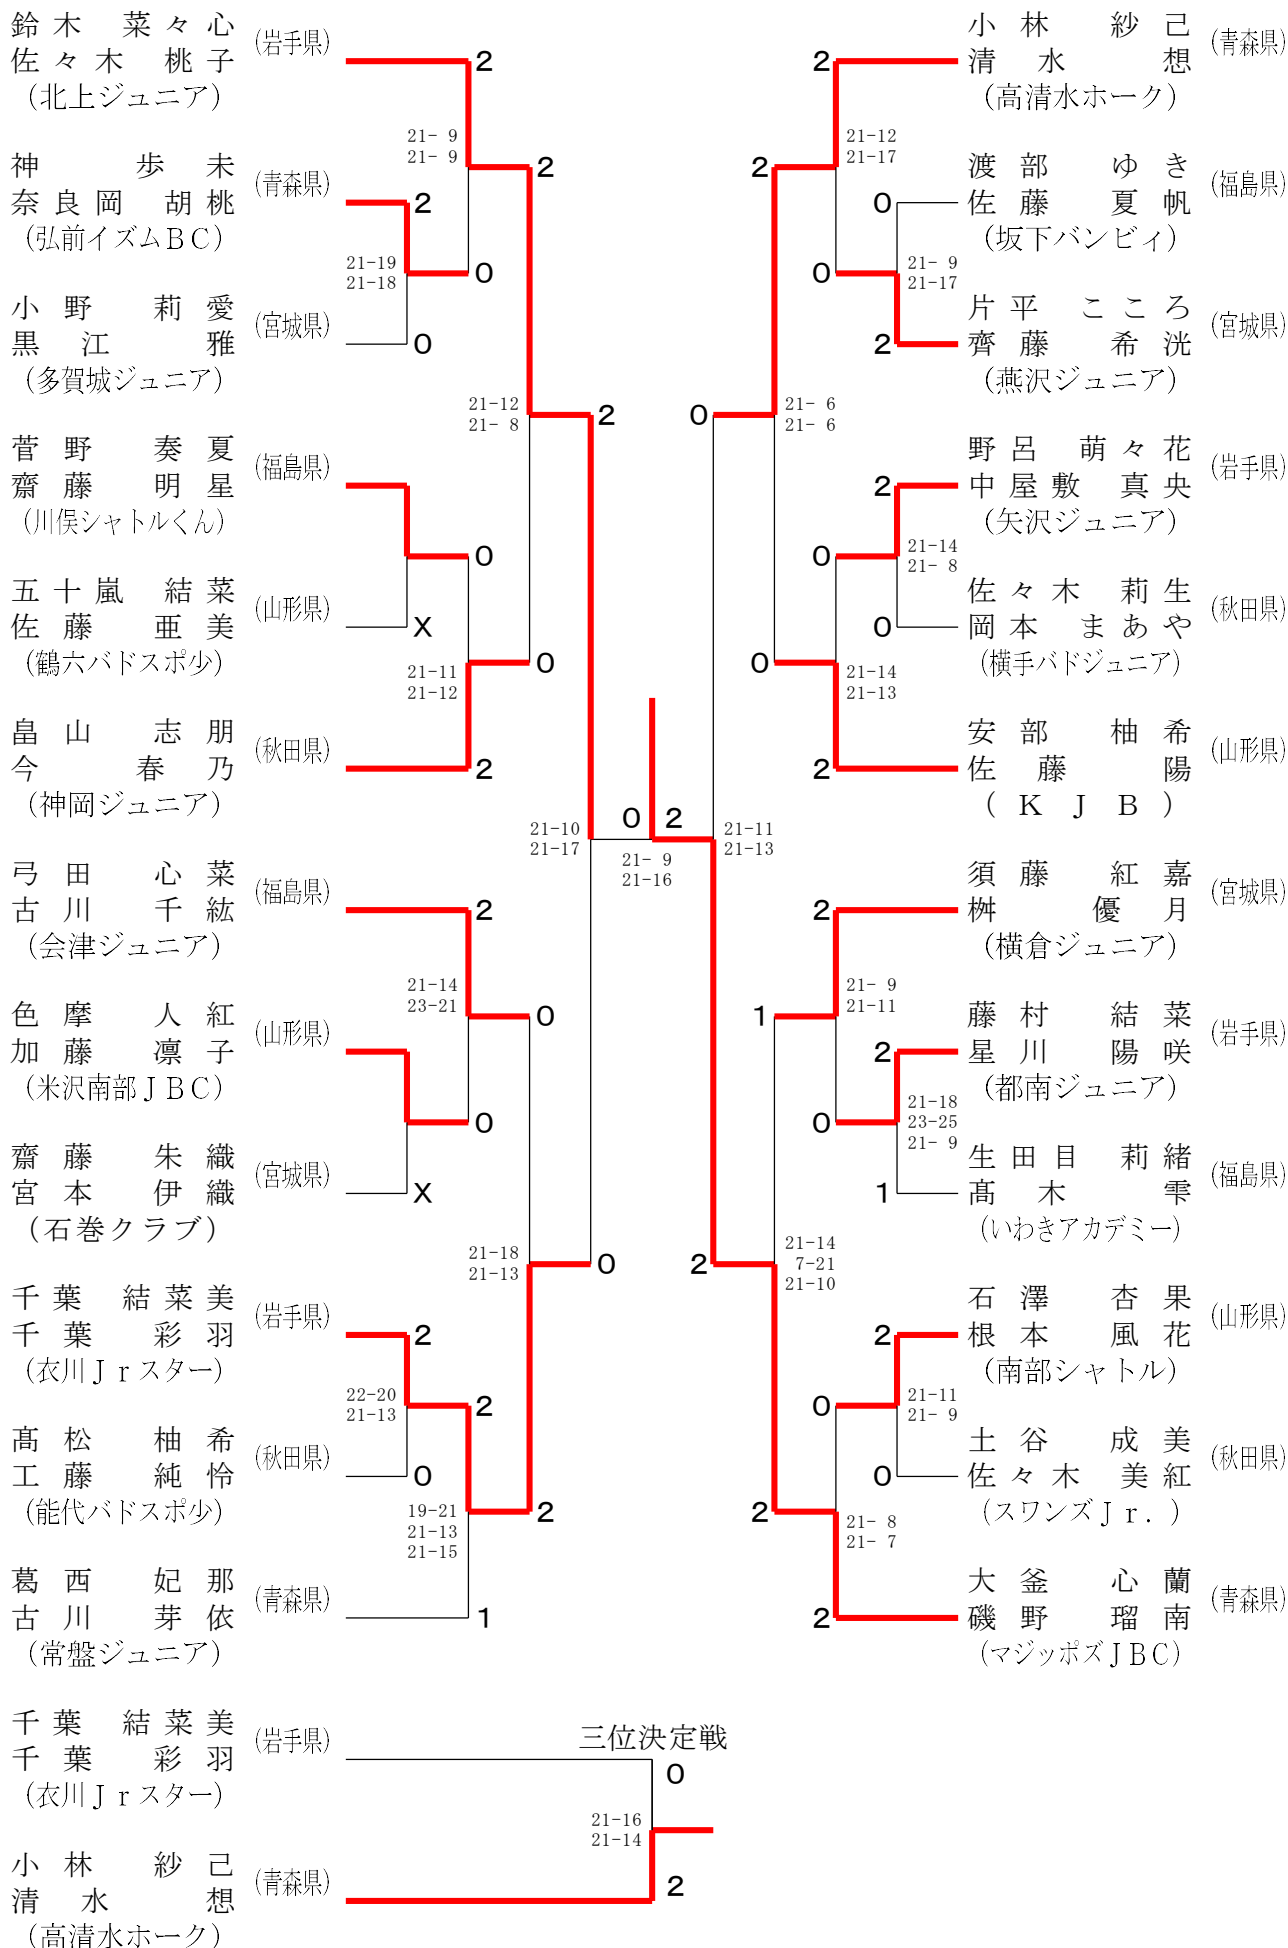 鈴木 菜々心
佐々木 桃子
(岩手県)
(北上ジュニア)
2
21- 9
21- 9
2
神 歩未
奈良岡 胡桃
(青森県)
(弘前イズムＢＣ)
2
21-19
21-18
0
小野 莉愛
黒江 雅
(宮城県)
(多賀城ジュニア)
0
21-12
21- 8
2
菅野 奏夏
齋藤 明星
(福島県)
(川俣シャトルくん)
0
五十嵐 結菜
佐藤 亜美
(山形県)
(鶴六バドスポ少)
X
21-11
21-12
0
畠山 志朋
今 春乃
(秋田県)
(神岡ジュニア)
2
21-10
21-17
0
2
21- 9
21-16
弓田 心菜
古川 千紘
(福島県)
(会津ジュニア)
2
21-14
23-21
0
色摩 人紅
加藤 凛子
(山形県)
(米沢南部ＪＢＣ)
0
齋藤 朱織
宮本 伊織
(宮城県)
(石巻クラブ)
X
21-18
21-13
0
千葉 結菜美
千葉 彩羽
(岩手県)
(衣川Ｊｒスター)
2
22-20
21-13
2
髙松 柚希
工藤 純怜
(秋田県)
(能代バドスポ少)
0
19-21
21-13
21-15
2
葛西 妃那
古川 芽依
(青森県)
(常盤ジュニア)
1
小林 紗己
清水 想
(青森県)
(高清水ホーク)
2
21-12
21-17
2
渡部 ゆき
佐藤 夏帆
(福島県)
(坂下バンビィ)
0
21- 9
21-17
0
片平 こころ
齊藤 希洸
(宮城県)
(燕沢ジュニア)
2
21- 6
21- 6
0
野呂 萌々花
中屋敷 真央
(岩手県)
(矢沢ジュニア)
2
21-14
21- 8
0
佐々木 莉生
岡本 まあや
(秋田県)
(横手バドジュニア)
0
21-14
21-13
0
安部 柚希
佐藤 陽
(山形県)
(ＫＪＢ)
2
21-11
21-13
須藤 紅嘉
桝 優月
(宮城県)
(横倉ジュニア)
2
21- 9
21-11
1
藤村 結菜
星川 陽咲
(岩手県)
(都南ジュニア)
2
21-18
23-25
21- 9
0
生田目 莉緒
髙木 雫
(福島県)
(いわきアカデミー)
1
21-14
7-21
21-10
2
石澤 杏果
根本 風花
(山形県)
(南部シャトル)
2
21-11
21- 9
0
土谷 成美
佐々木 美紅
(秋田県)
(スワンズＪｒ．)
0
21- 8
21- 7
2
大釜 心蘭
磯野 瑠南
(青森県)
(マジッポズＪＢＣ)
2
三位決定戦
千葉 結菜美
千葉 彩羽
(岩手県)
(衣川Ｊｒスター)
0
21-16
21-14
小林 紗己
清水 想
(青森県)
(高清水ホーク)
2